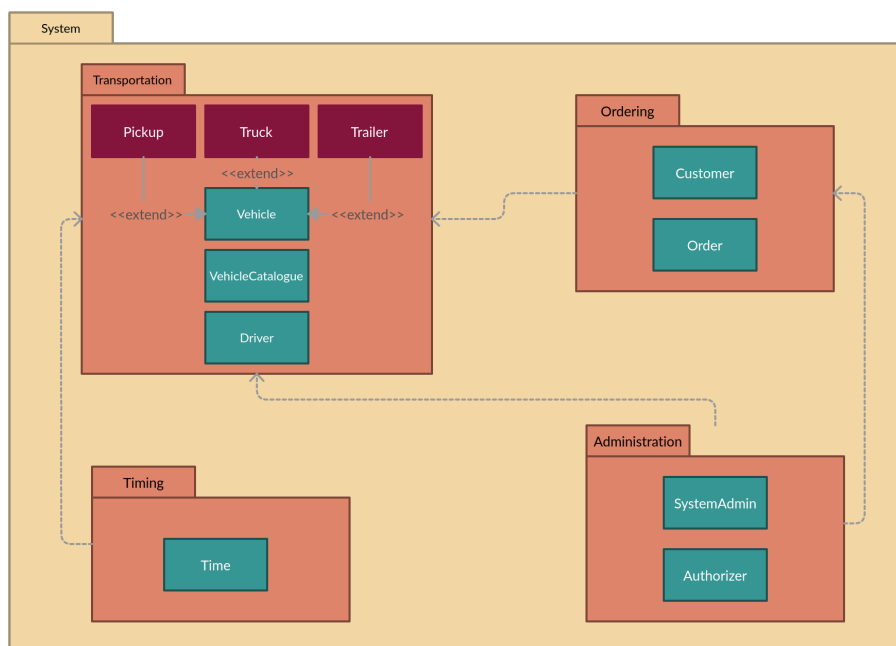 System
Transportation
Pickup
Truck
Trailer
<<extend>>
<<extend>>
Vehicle
<<extend>>
VehicleCatalogue
Driver
Ordering
Customer
Order
Administration
SystemAdmin
Authorizer
Timing
Time